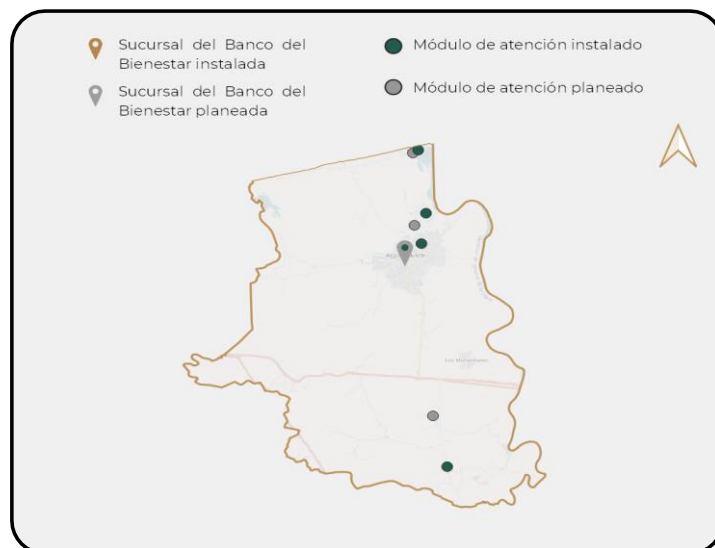 Sucursal del Banco del
Bienestar instalada
Sucursal del Banco del
Bienestar planeada
Módulo de atención instalado
Módulo de atención planeado